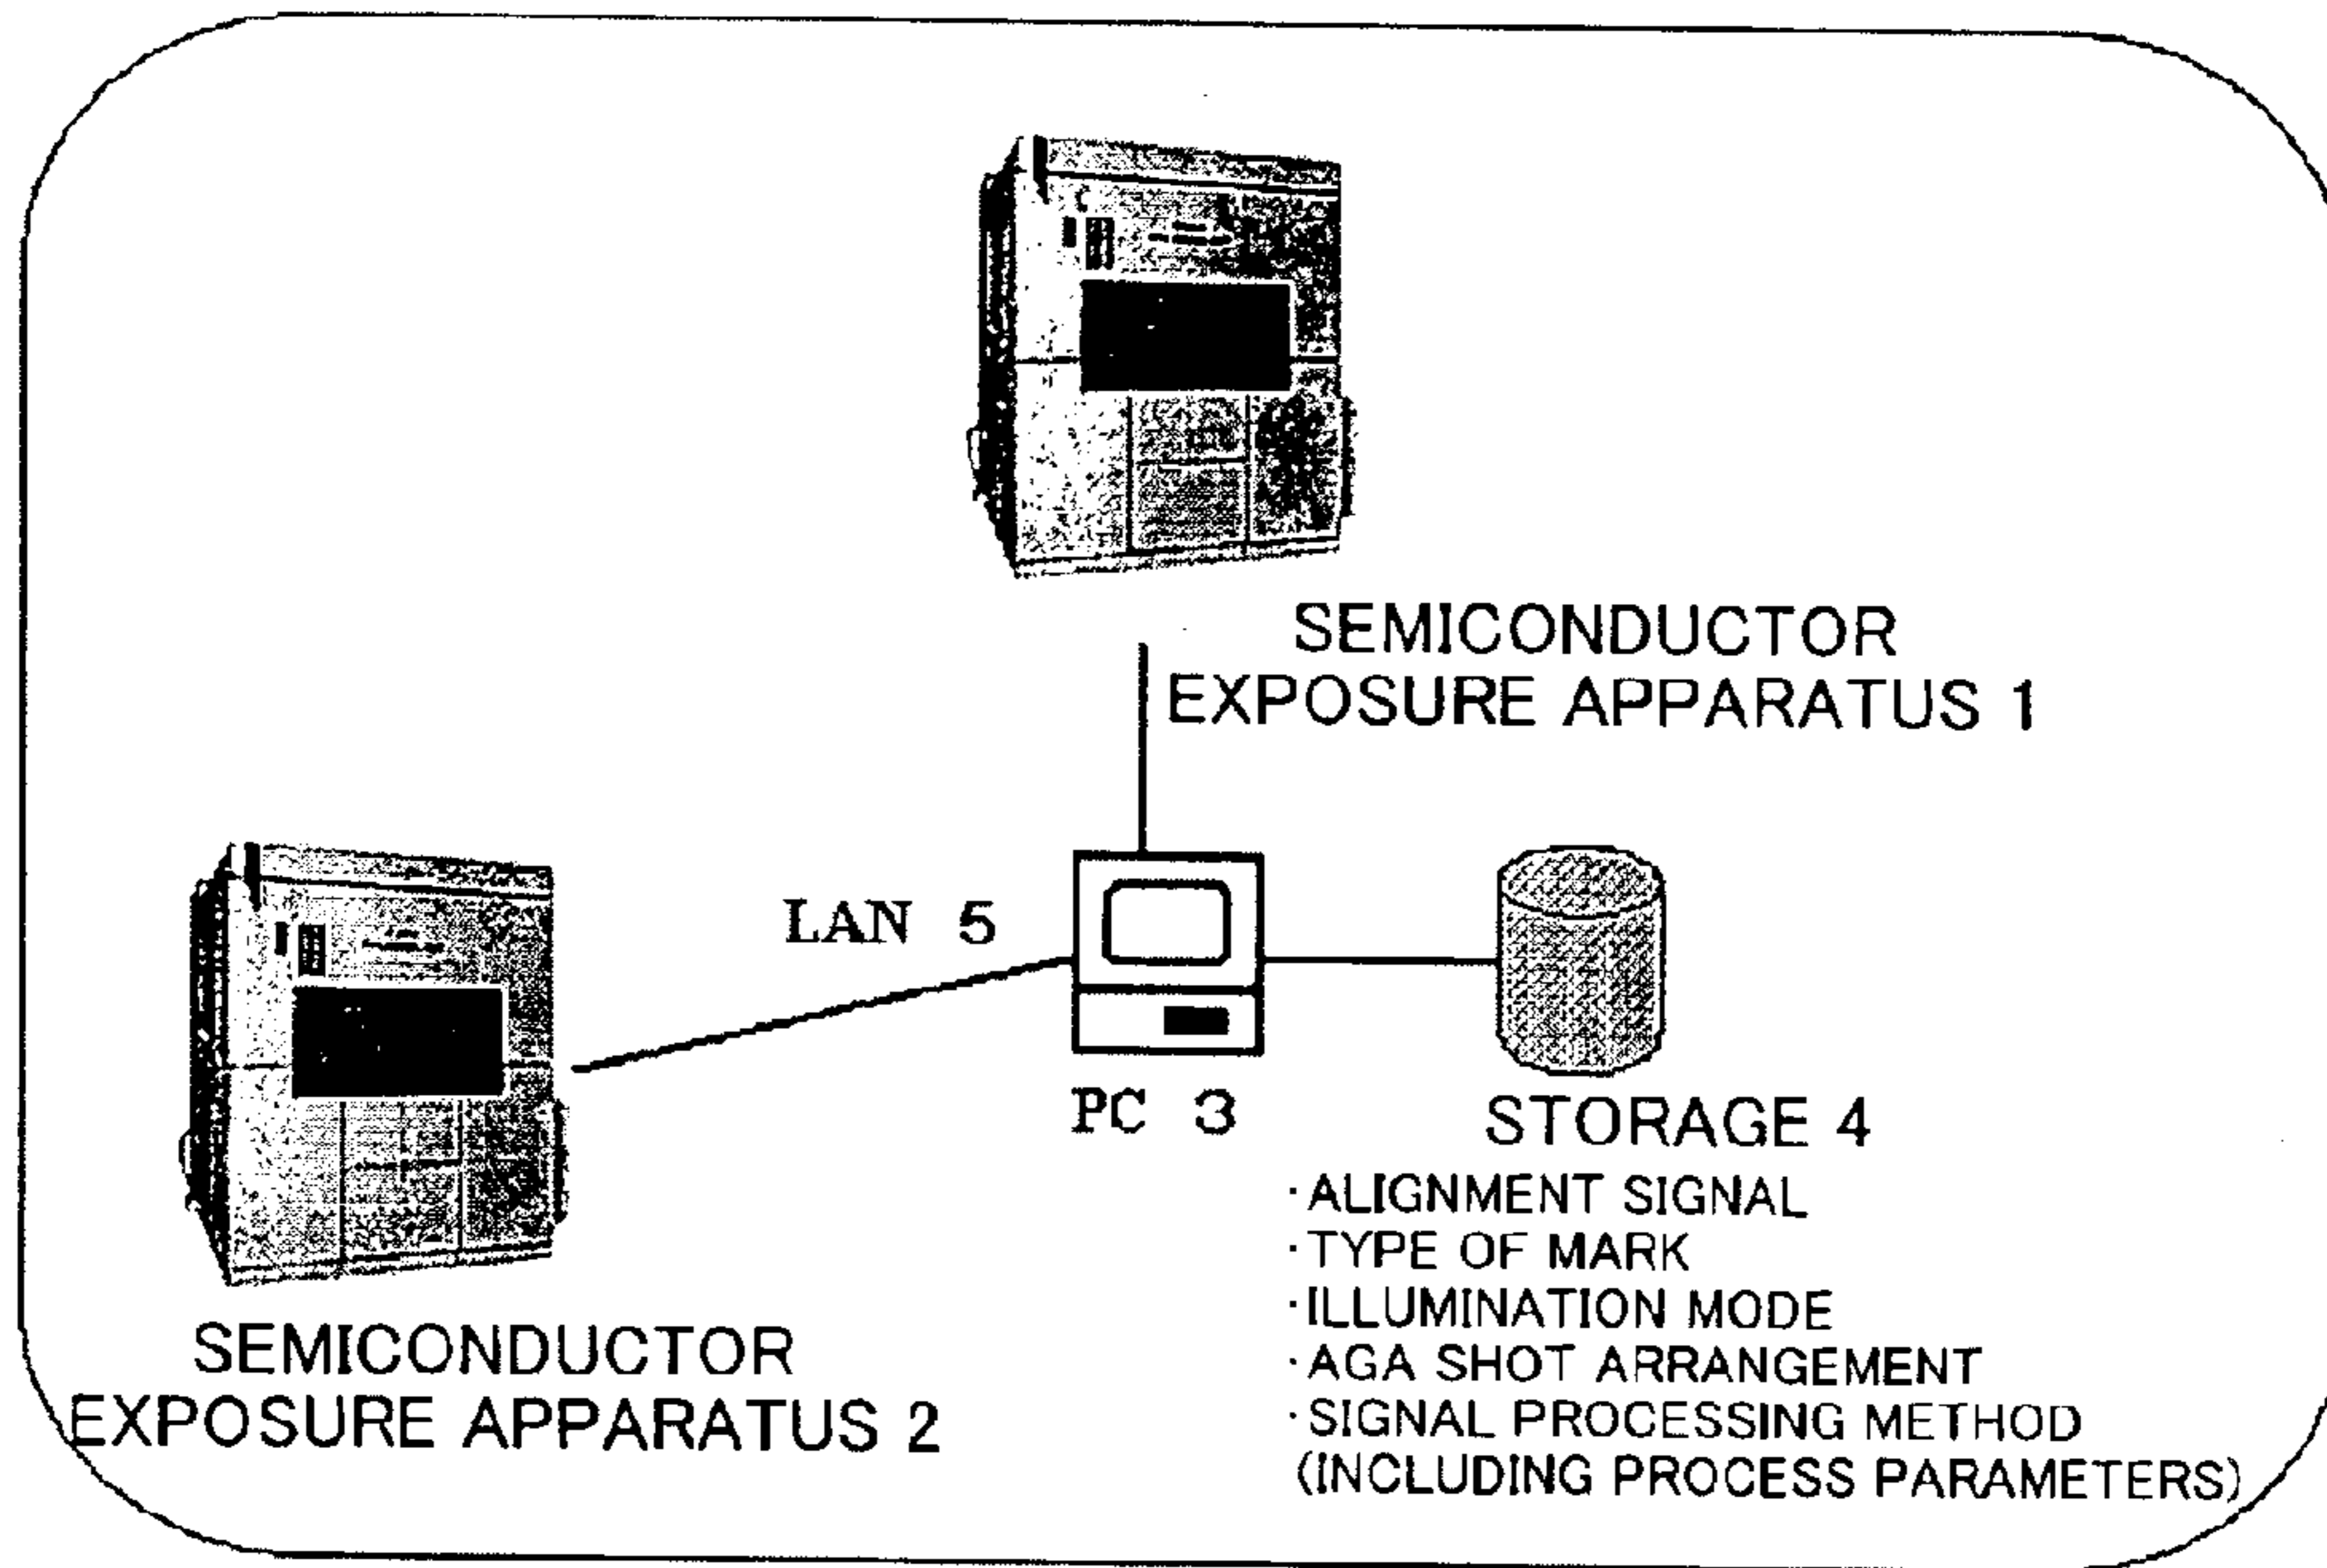 SEMICONDUCTOR
EXPOSURE APPARATUS 1
LAN 5
PC 3
STORAGE 4
·ALIGNMENT SIGNAL
·TYPE OF MARK
·ILLUMINATION MODE
·AGA SHOT ARRANGEMENT
·SIGNAL PROCESSING METHOD
(INCLUDING PROCESS PARAMETERS)
SEMICONDUCTOR
EXPOSURE APPARATUS 2